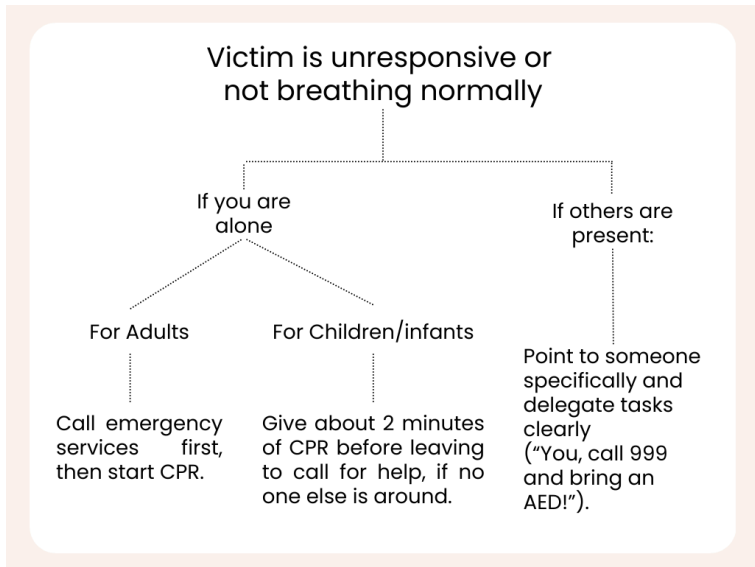 Victim is unresponsive or
not breathing normally
If you are
alone
If others are
present:
For Adults
For Children/infants
Call emergency
services first,
then start CPR.
Give about 2 minutes
of CPR before leaving
to call for help, if no
one else is around.
Point to someone
specifically and
delegate tasks
clearly
(“You, call 999
and bring an
AED!”).